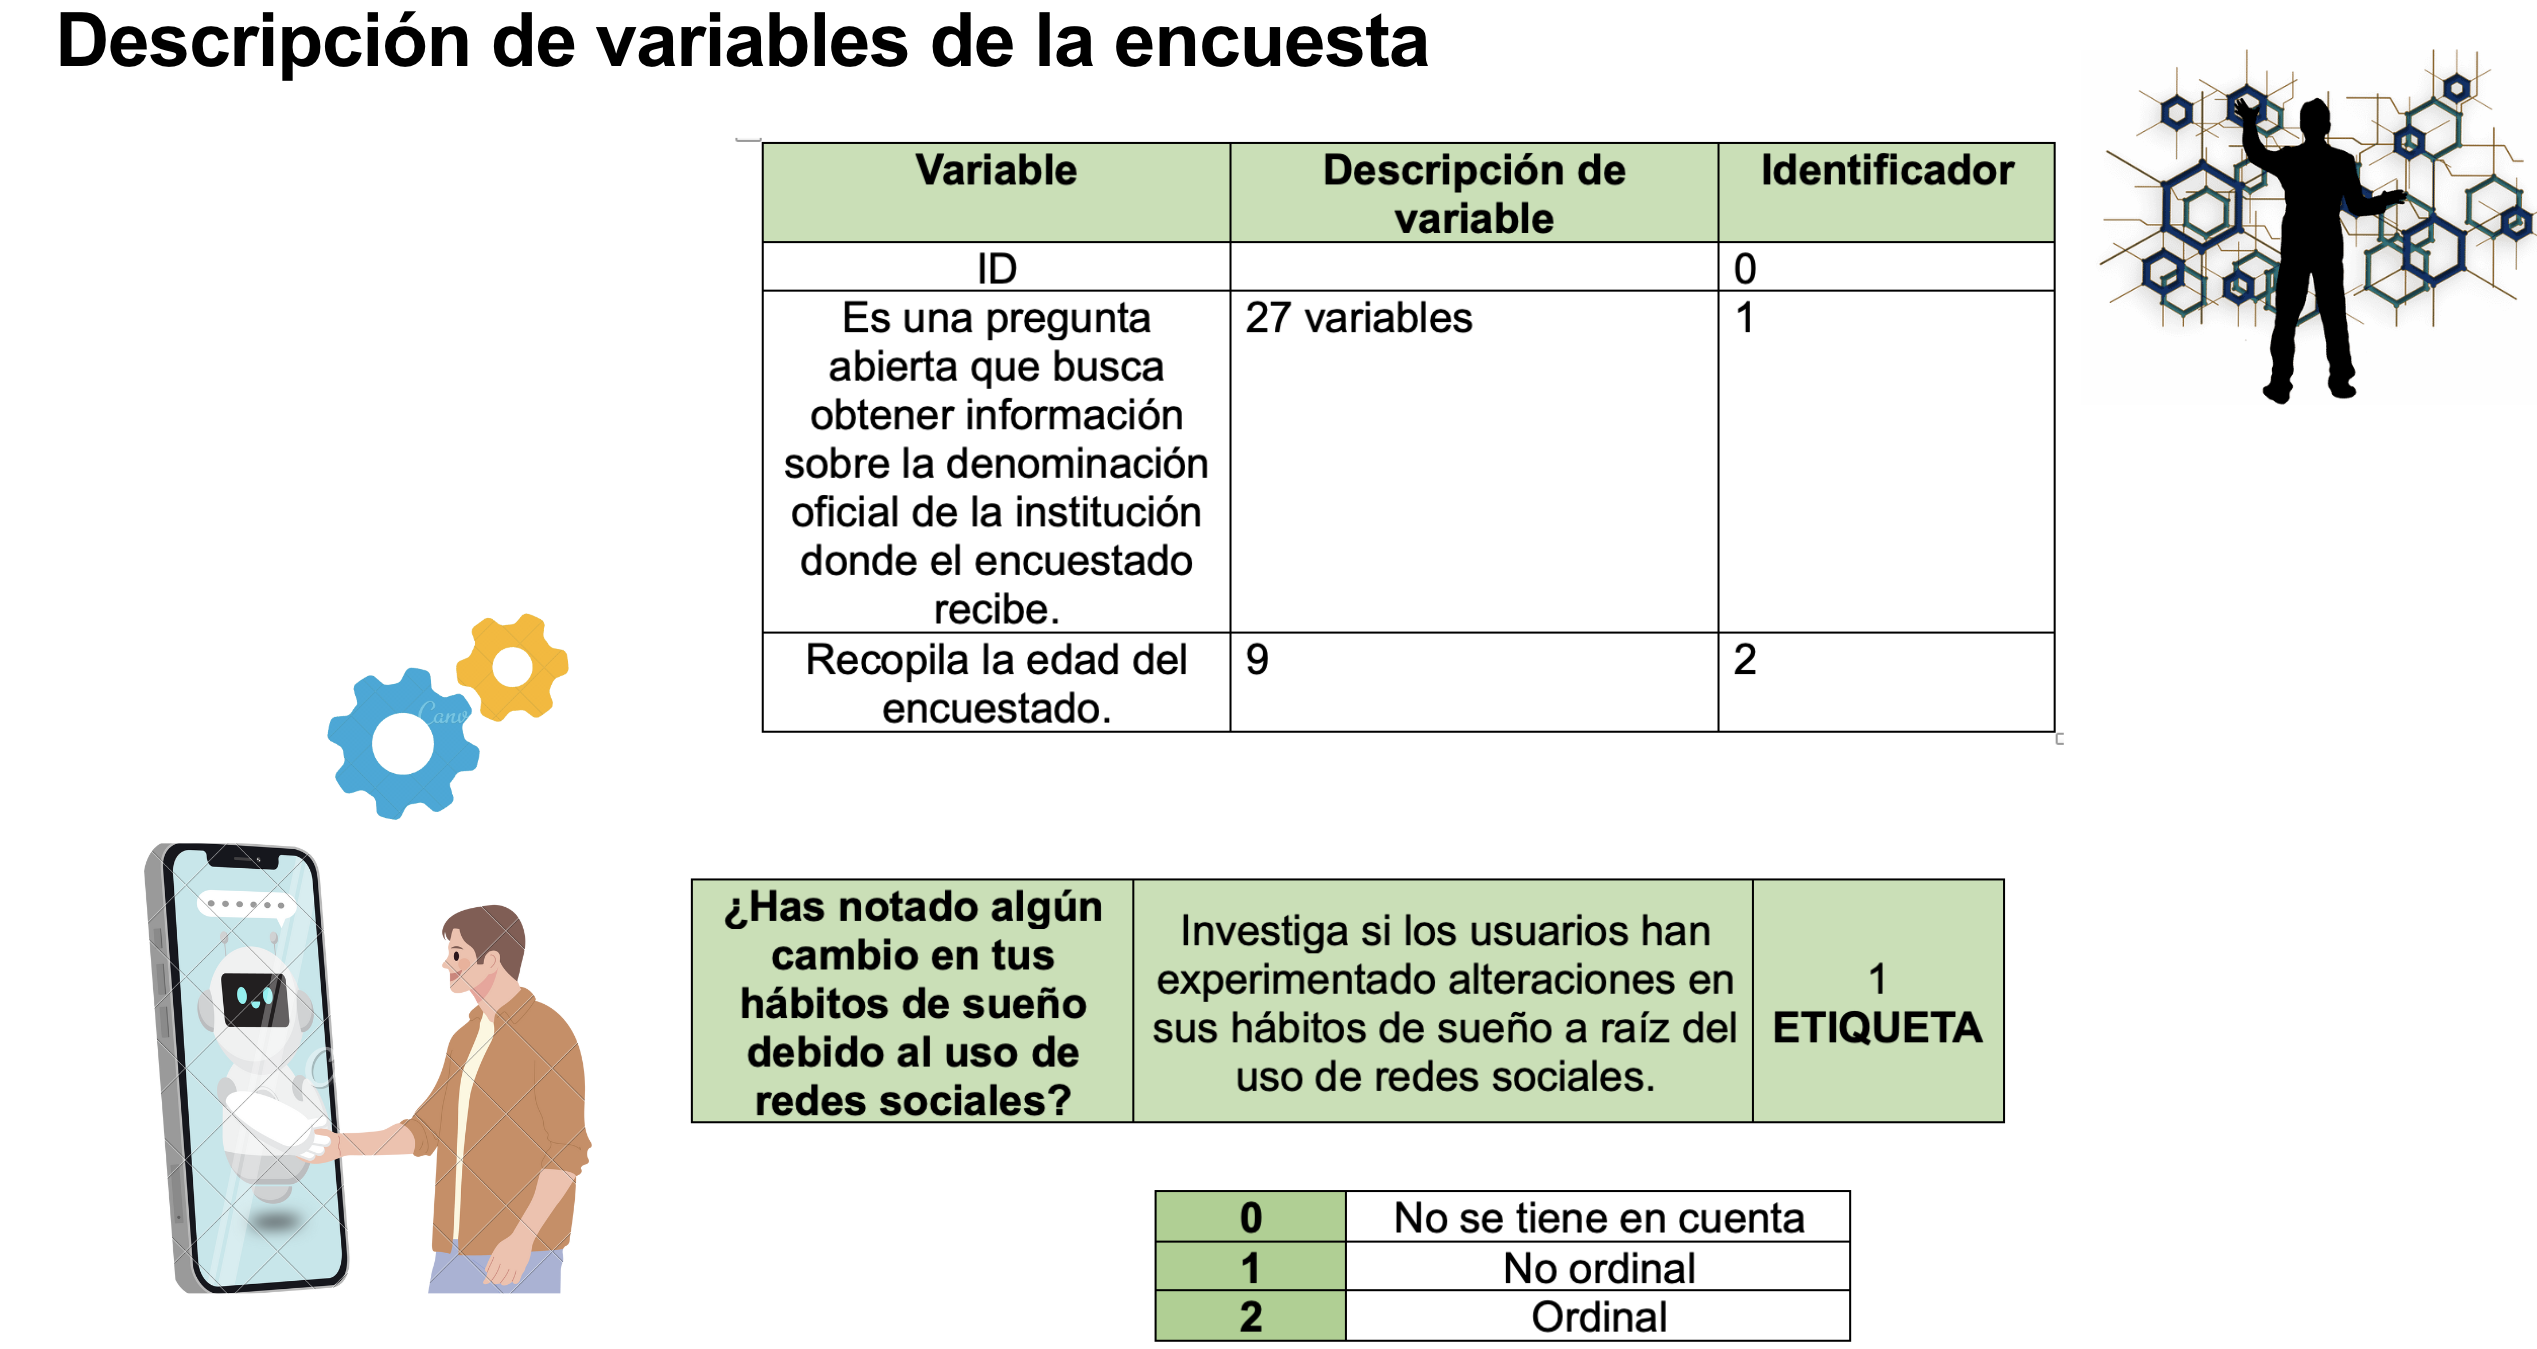 Descripción de variables de la encuesta
Variable
Descripción de
variable
Identificador
ID
0
Es una pregunta
abierta que busca
obtener información
sobre la denominación
oficial de la institución
donde el encuestado
recibe.
27 variables
1
Recopila la edad del
encuestado.
9
2
Canv
¿Has notado algún
cambio en tus
hábitos de sueño
debido al uso de
redes sociales?
Investiga si los usuarios han
experimentado alteraciones en
sus hábitos de sueño a raíz del
uso de redes sociales.
1
ETIQUETA
C
0
No se tiene en cuenta
1
No ordinal
2
Ordinal